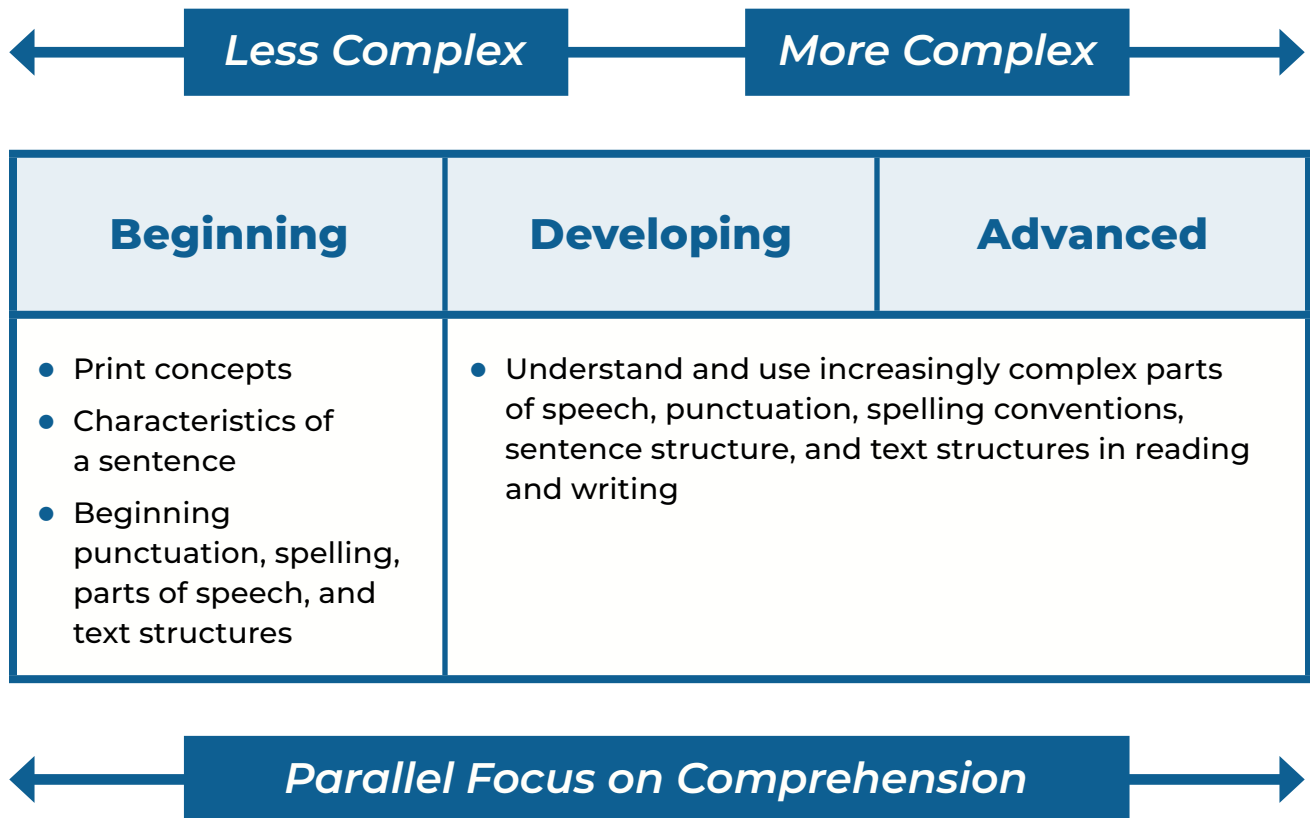 Less Complex
More Complex
Beginning
Developing
Advanced
• Print concepts
• Characteristics of
a sentence
• Beginning
punctuation, spelling,
parts of speech, and
text structures
• Understand and use increasingly complex parts
of speech, punctuation, spelling conventions,
sentence structure, and text structures in reading
and writing
Parallel Focus on Comprehension